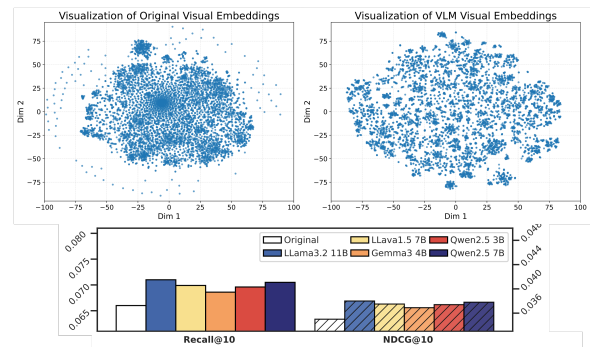 Visualization of Original Visual Embeddings
Dim 2
75
50
25
0
−25
−50
−75
−100 −75 −50 −25 0 25 50 75 100
Dim 1
Visualization of VLM Visual Embeddings
Dim 2
75
50
25
0
−25
−50
−75
−100 −75 −50 −25 0 25 50 75 100
Dim 1
Original LLava1.5 7B Qwen2.5 3B
LLama3.2 11B Gemma3 4B Qwen2.5 7B
0.080
0.075
0.070
0.065
0.044
0.040
0.036
Recall@10 NDCG@10